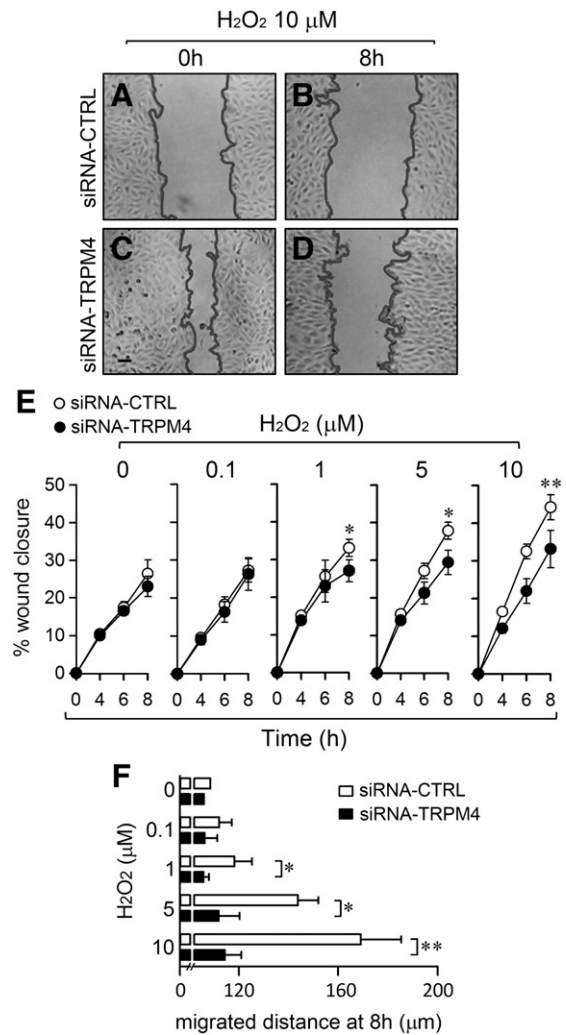 H2O2 10 μM
0h 8h
A B
siRNA-CTRL
C D
siRNA-TRPM4
E
siRNA-CTRL
siRNA-TRPM4
H2O2 (μM)
0 0.1 1 5 10
% wound closure
50
40
30
20
10
0
* * **
0 4 6 8 0 4 6 8 0 4 6 8 0 4 6 8 0 4 6 8
Time (h)
F
siRNA-CTRL
siRNA-TRPM4
H2O2 (μM)
0
0.1
1 *
5 *
10 **
0 120 160 200
migrated distance at 8h (μm)